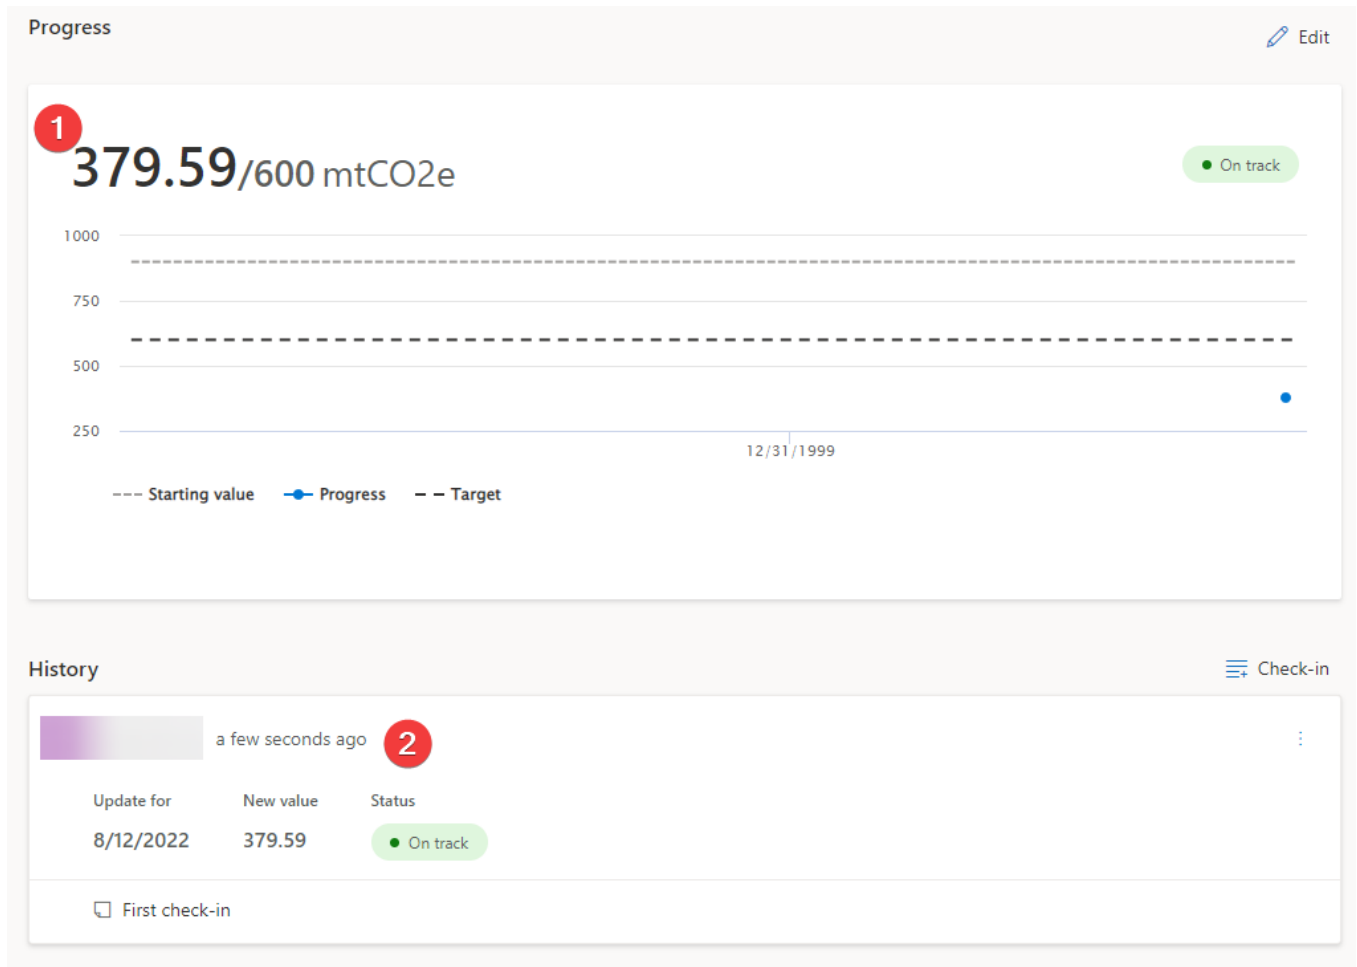 Progress
Edit
1
379.59/600 mtCO2e
On track
1000
750
500
250
12/31/1999
Starting value Progress Target
History
Check-in
a few seconds ago
2
Update for New value Status
8/12/2022 379.59 On track
First check-in